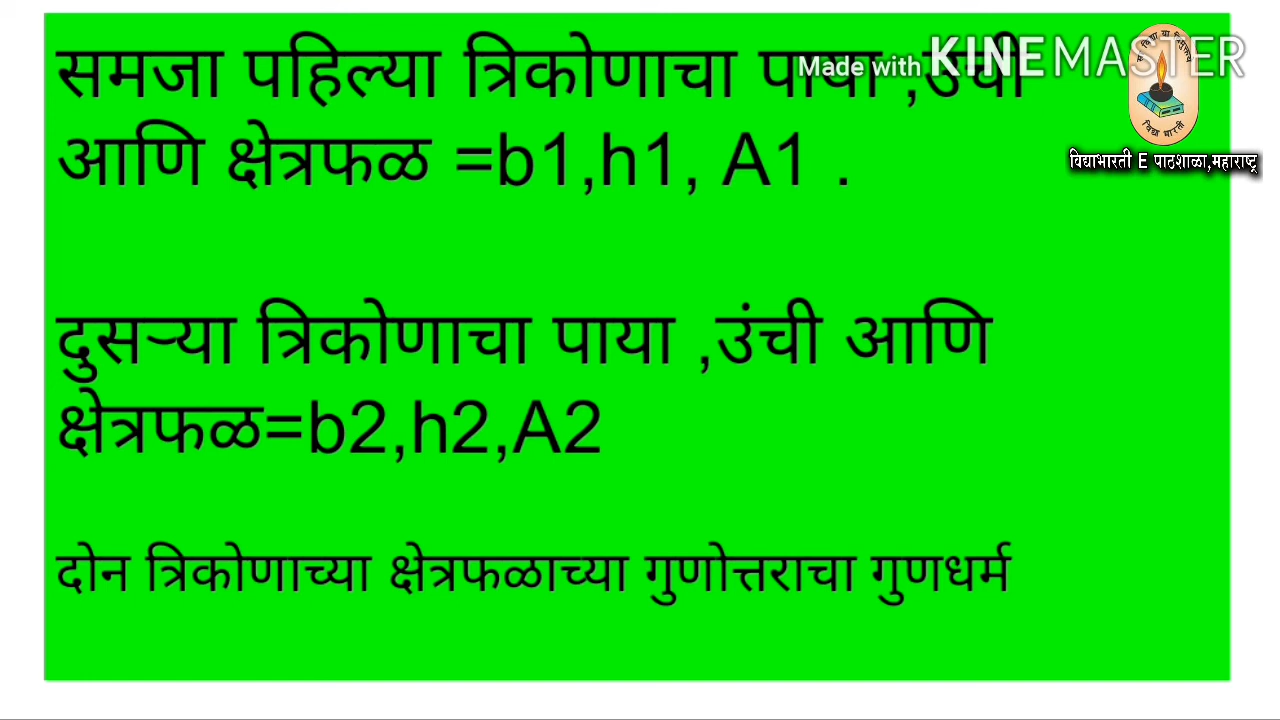 समजा पहिल्या त्रिकोणाचा पाया ,उंची
आणि क्षेत्रफळ =b1,h1, A1 .
दुसऱ्या त्रिकोणाचा पाया ,उंची आणि
क्षेत्रफळ=b2,h2,A2
दोन त्रिकोणाच्या क्षेत्रफळाच्या गुणोत्तराचा गुणधर्म
Made with KINEMASTER
विद्या भारती
विद्याभारती E पाठशाळा,महाराष्ट्र